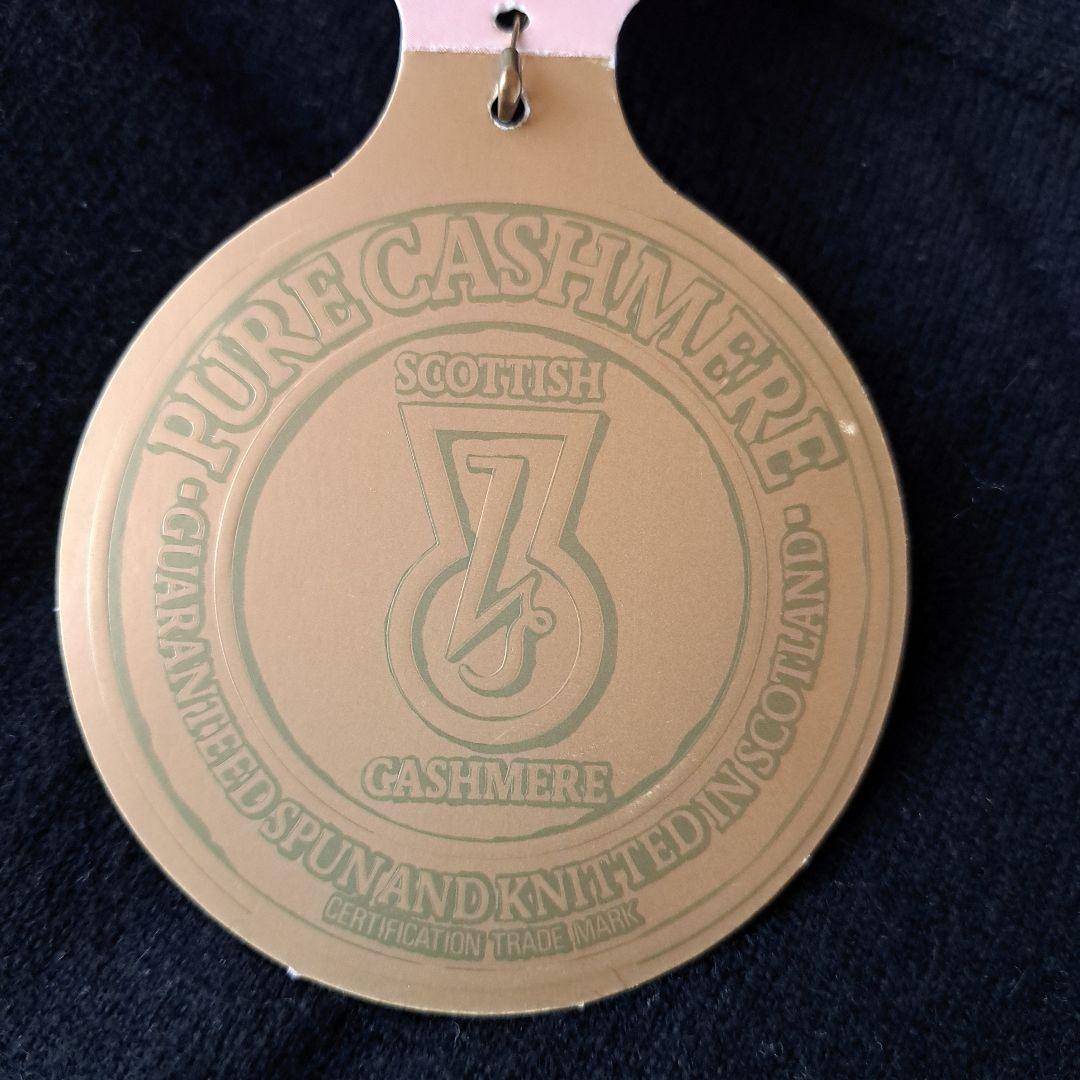 · PURE CASHMERE ·
SCOTTISH
CASHMERE
GUARANTEED SPUN AND KNITTED IN SCOTLAND
CERTIFICATION TRADE MARK